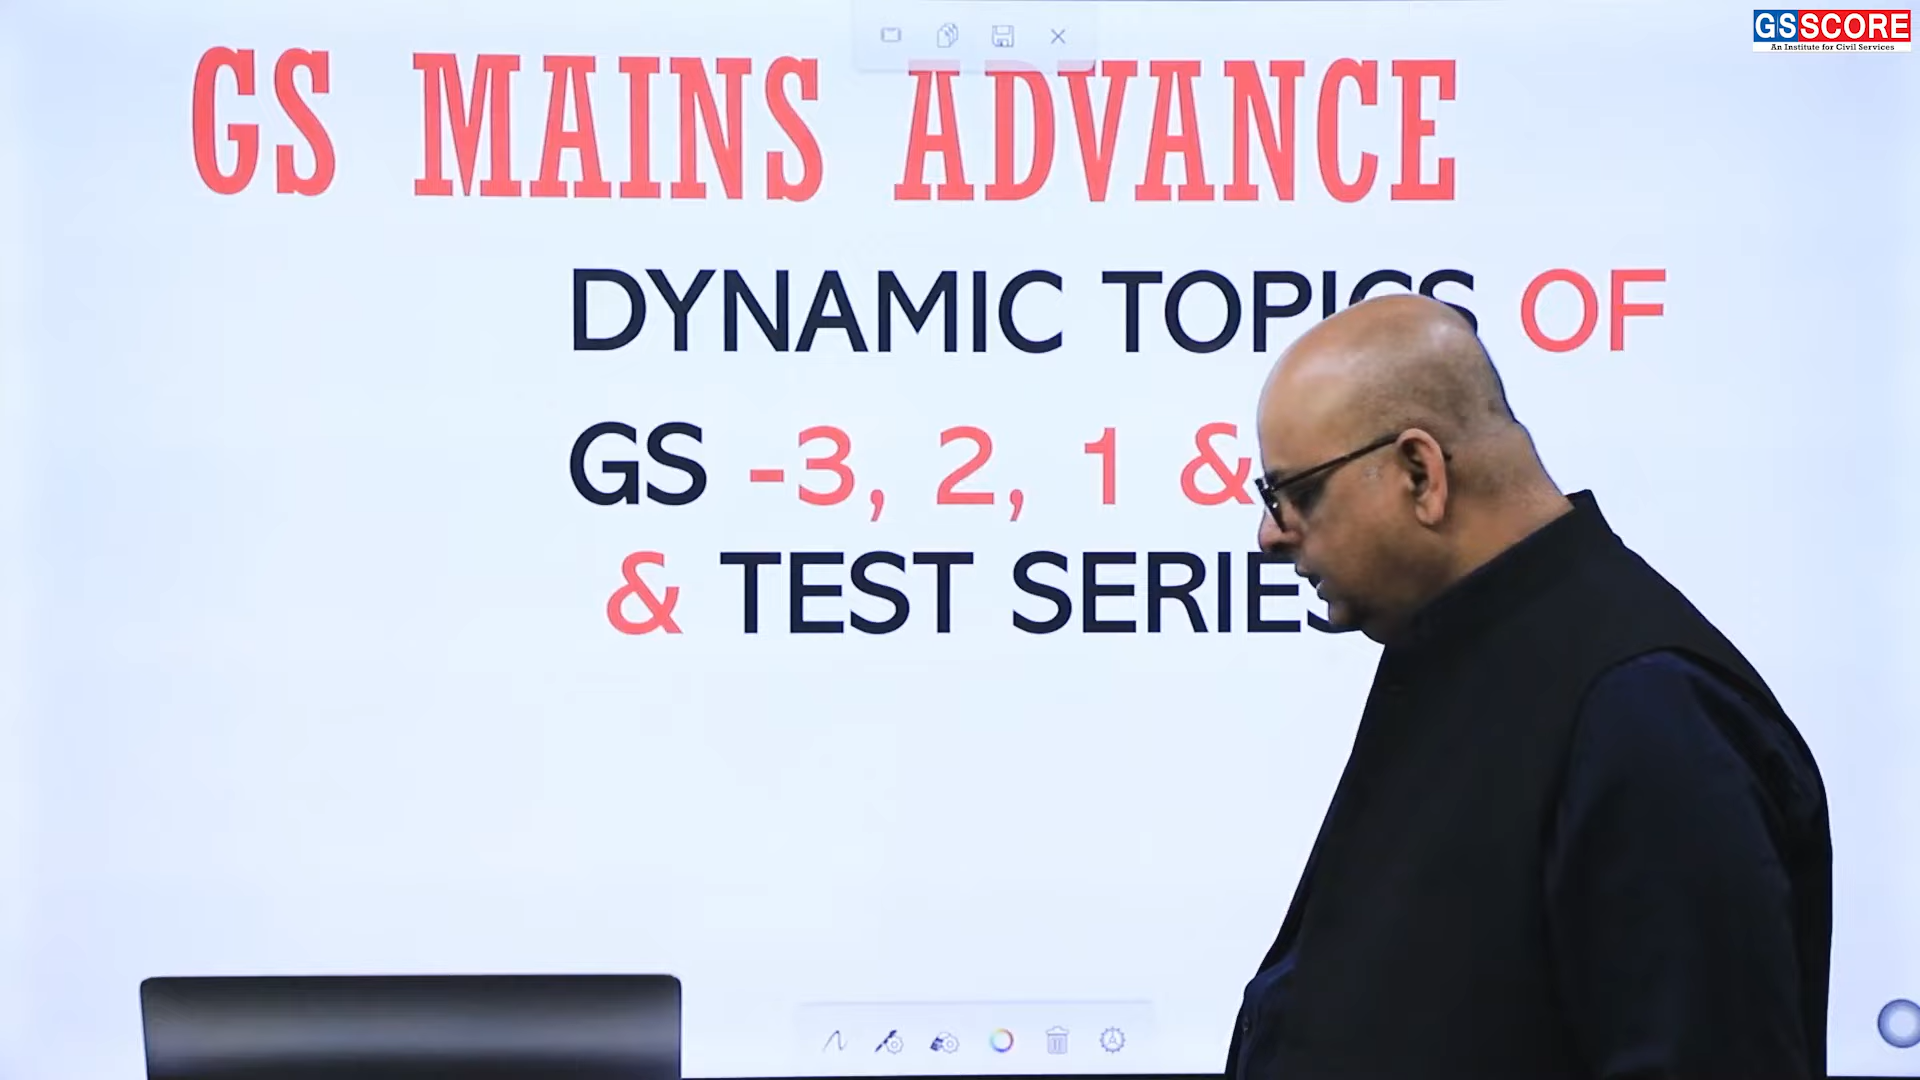 GSSCORE
An Institute for Civil Services
GS MAINS ADVANCE
DYNAMIC TOPICS OF
GS -3, 2, 1 &
& TEST SERIES